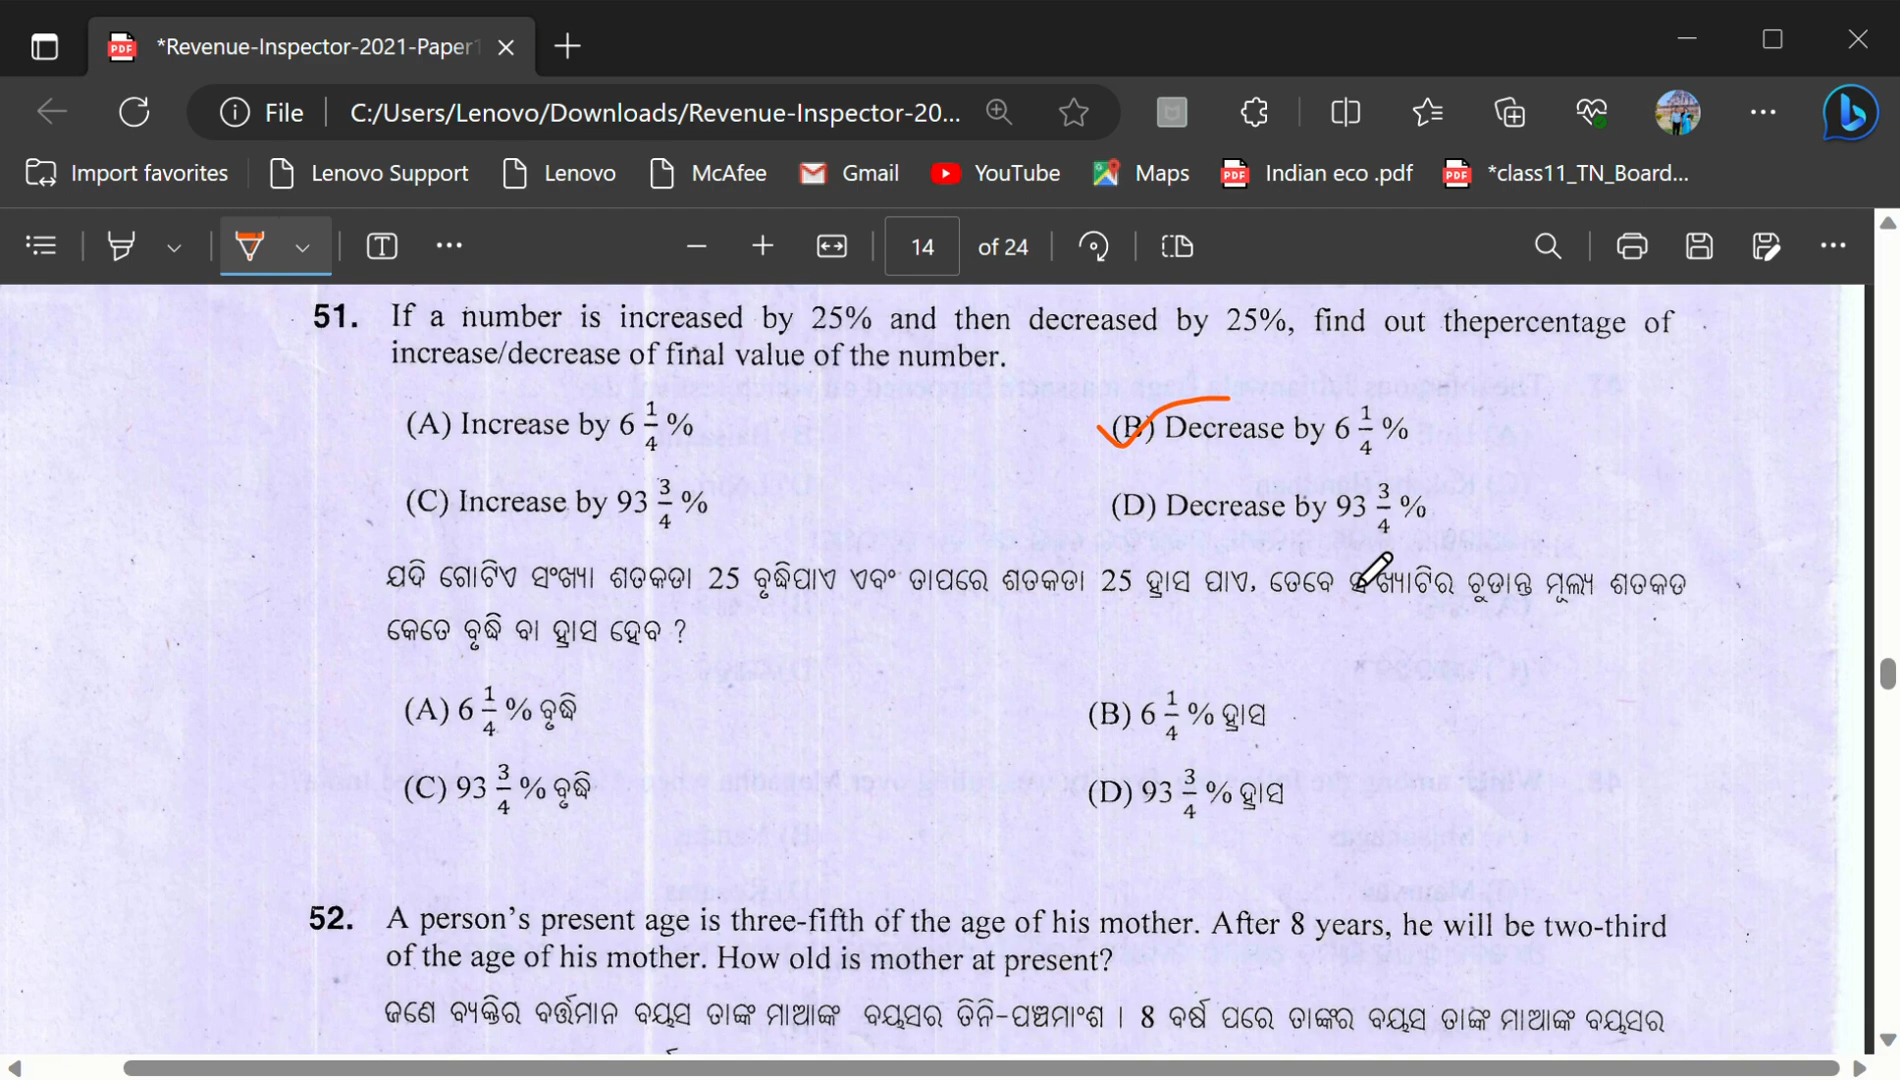 *Revenue-Inspector-2021-Paper1
File C:/Users/Lenovo/Downloads/Revenue-Inspector-20...
Import favorites Lenovo Support Lenovo McAfee Gmail YouTube Maps Indian eco .pdf *class11_TN_Board...
14 of 24
51. If a number is increased by 25% and then decreased by 25%, find out thepercentage of
increase/decrease of final value of the number.
(A) Increase by 6 1/4 % (B) Decrease by 6 1/4 %
(C) Increase by 93 3/4 % (D) Decrease by 93 3/4 %
ଯଦି ଗୋଟିଏ ସଂଖ୍ୟା ଶତକଡା 25 ବୃଦ୍ଧିପାଏ ଏବଂ ତାପରେ ଶତକଡା 25 ହ୍ରାସ ପାଏ, ତେବେ ସଂଖ୍ୟାଟିର ଚୁଡାନ୍ତ ମୂଲ୍ୟ ଶତକଡ
କେତେ ବୃଦ୍ଧି ବା ହ୍ରାସ ହେବ ?
(A) 6 1/4 % ବୃଦ୍ଧି (B) 6 1/4 % ହ୍ରାସ
(C) 93 3/4 % ବୃଦ୍ଧି (D) 93 3/4 % ହ୍ରାସ
52. A person’s present age is three-fifth of the age of his mother. After 8 years, he will be two-third
of the age of his mother. How old is mother at present?
ଜଣେ ବ୍ୟକ୍ତିର ବର୍ତ୍ତମାନ ବୟସ ତାଙ୍କ ମାଆଙ୍କ ବୟସର ତିନି-ପଞ୍ଚମାଂଶ । 8 ବର୍ଷ ପରେ ତାଙ୍କର ବୟସ ତାଙ୍କ ମାଆଙ୍କ ବୟସର